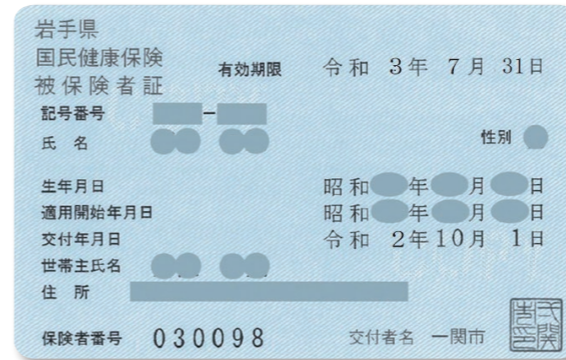 岩手県
国民健康保険
被保険者証
有効期限 令和 3年 7月 31日
記号番号 −
氏名
性別
生年月日 昭和 年 月 日
適用開始年月日 昭和 年 月 日
交付年月日 令和 2年10月 1日
世帯主氏名
住所
保険者番号 030098 交付者名 一関市